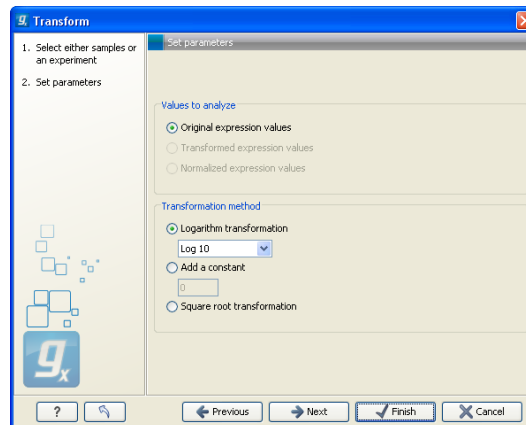 Transform
1. Select either samples or
an experiment
2. Set parameters
Set parameters
Values to analyze
Original expression values
Transformed expression values
Normalized expression values
Transformation method
Logarithm transformation
Log 10
Add a constant
0
Square root transformation
gx
? Previous Next Finish Cancel